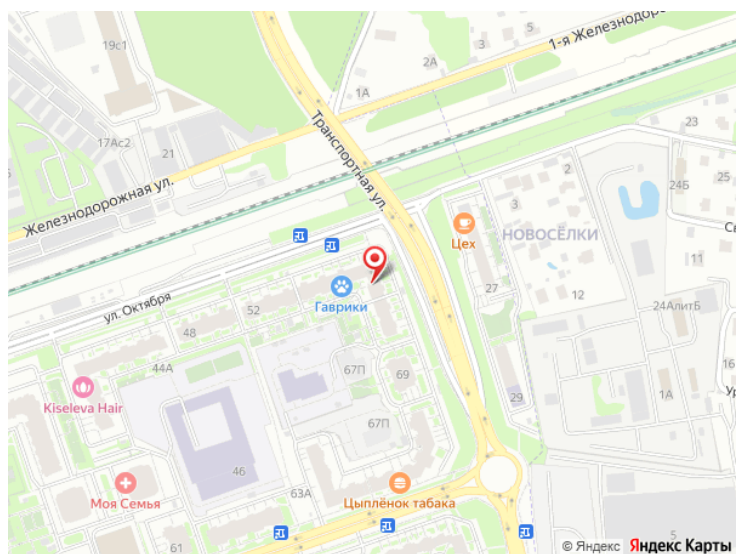 19с1
3
5
1-я Железнодорожн
2А
1А
17Ас2
21
Транспортная ул.
Железнодорожная ул.
23
2
24Б
25
3
Цех
НОВОСЁЛКИ
Св
11
ул. Октября
Гаврики
52
27
12
24АлитБ
48
16
44А
67П
69
Kiseleva Hair
1А
Ур
29
67П
46
Моя Семья
63А
Цыплёнок табака
61
5
© Яндекс Яндекс Карты